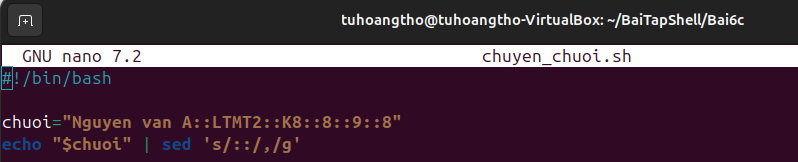 tuhoangtho@tuhoangtho-VirtualBox: ~/BaiTapShell/Bai6c
GNU nano 7.2 chuyen_chuoi.sh
#!/bin/bash
chuoi="Nguyen van A::LTMT2::K8::8::9::8"
echo "$chuoi" | sed 's/::/,/g'